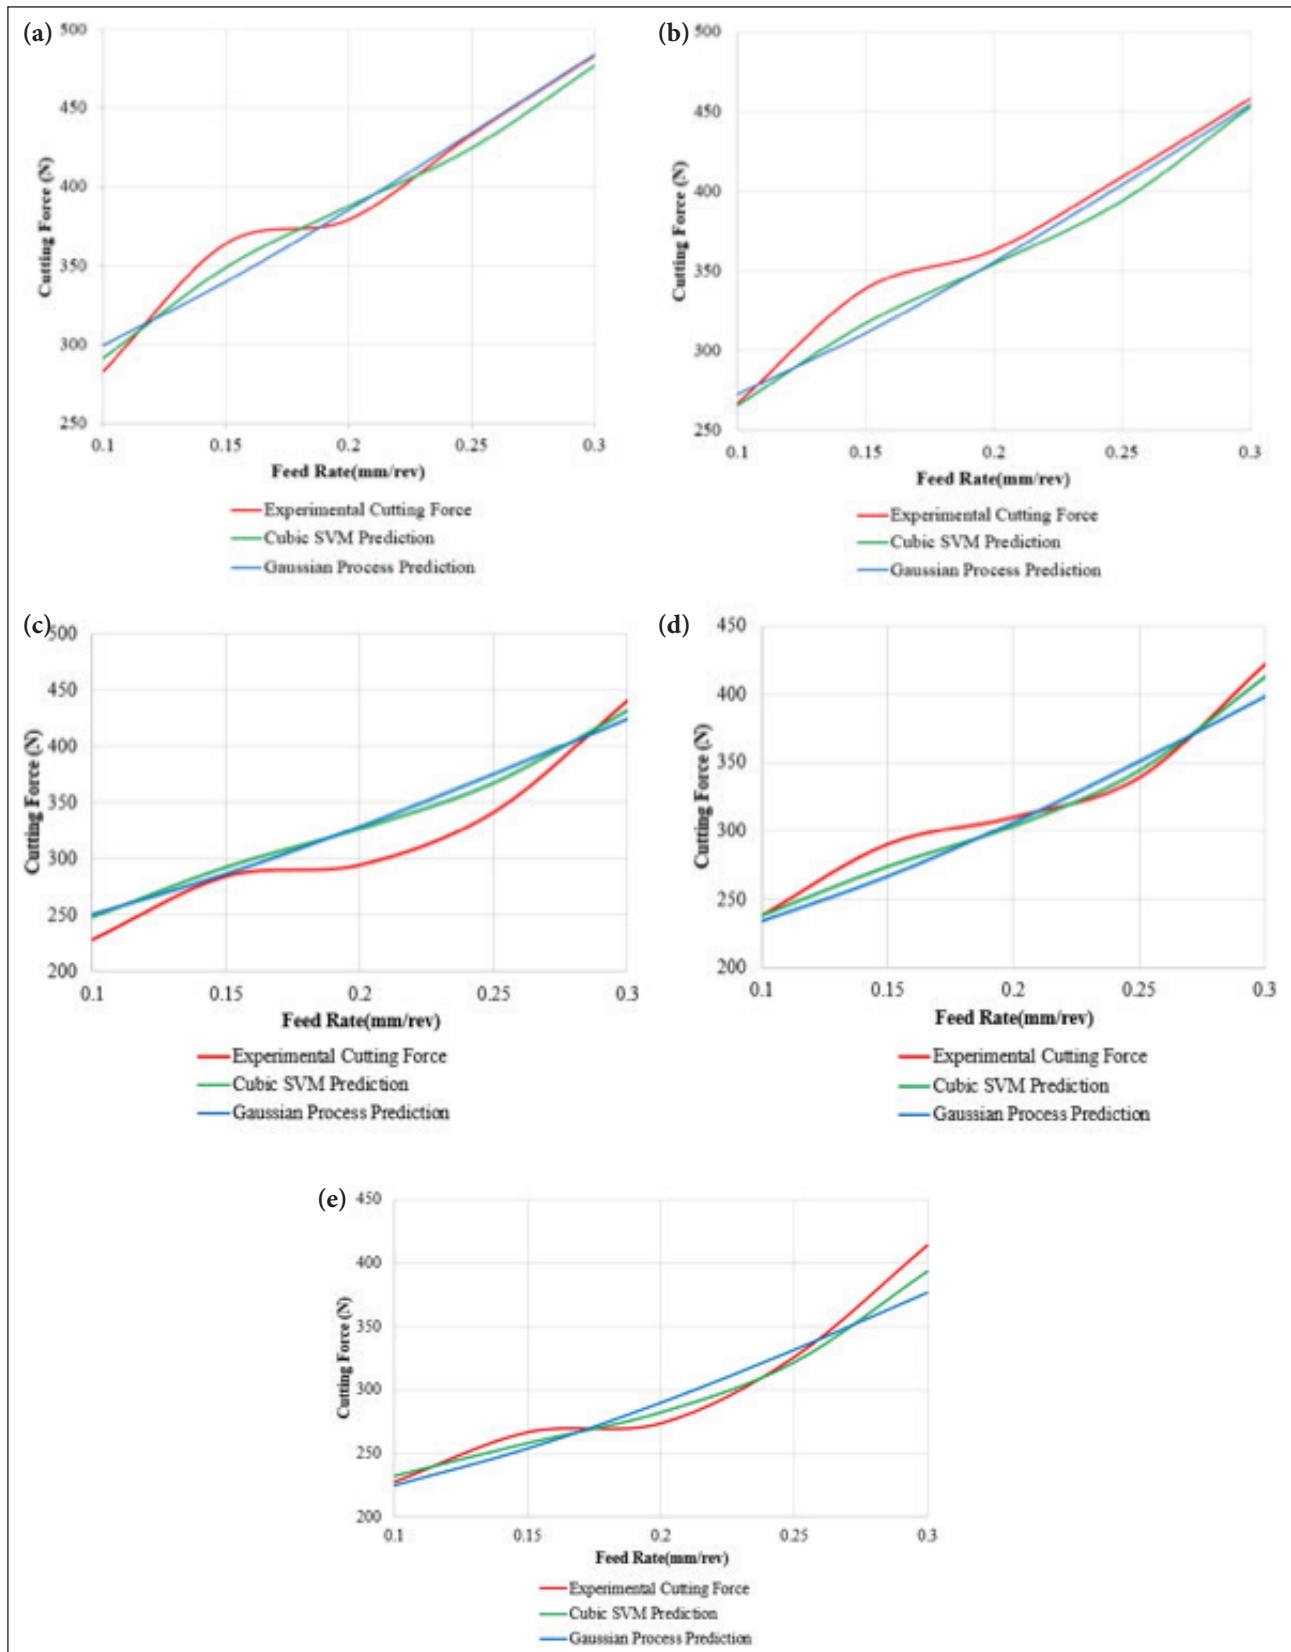 (a)
500
450
400
350
300
250
Cutting Force (N)
0.1 0.15 0.2 0.25 0.3
Feed Rate(mm/rev)
Experimental Cutting Force
Cubic SVM Prediction
Gaussian Process Prediction
(b)
500
450
400
350
300
250
Cutting Force (N)
0.1 0.15 0.2 0.25 0.3
Feed Rate(mm/rev)
Experimental Cutting Force
Cubic SVM Prediction
Gaussian Process Prediction
(c)
500
450
400
350
300
250
200
Cutting Force (N)
0.1 0.15 0.2 0.25 0.3
Feed Rate(mm/rev)
Experimental Cutting Force
Cubic SVM Prediction
Gaussian Process Prediction
(d)
450
400
350
300
250
200
Cutting Force (N)
0.1 0.15 0.2 0.25 0.3
Feed Rate(mm/rev)
Experimental Cutting Force
Cubic SVM Prediction
Gaussian Process Prediction
(e)
450
400
350
300
250
200
Cutting Force (N)
0.1 0.15 0.2 0.25 0.3
Feed Rate(mm/rev)
Experimental Cutting Force
Cubic SVM Prediction
Gaussian Process Prediction